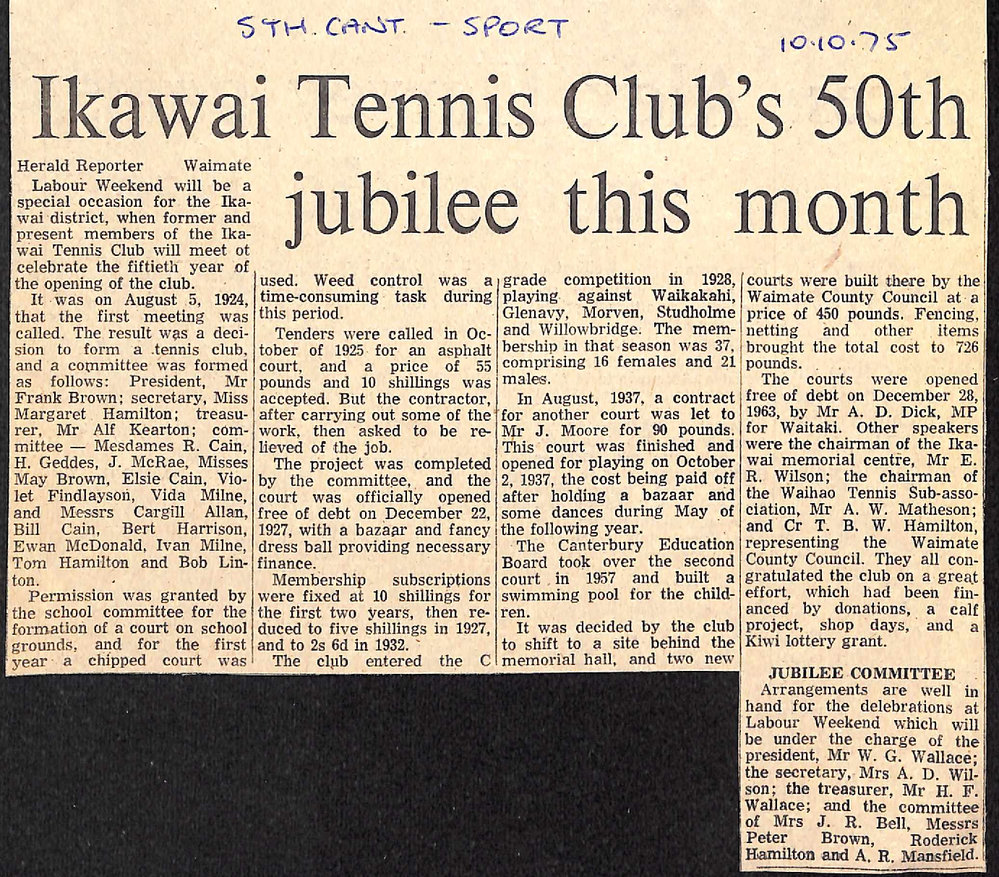 STH. CANT. - SPORT
10.10.75
Ikawai Tennis Club's 50th
jubilee this month
Herald Reporter Waimate
Labour Weekend will be a
special occasion for the Ika-
wai district, when former and
present members of the Ika-
wai Tennis Club will meet ot
celebrate the fiftieth year of
the opening of the club.
It was on August 5, 1924,
that the first meeting was
called. The result was a deci-
sion to form a tennis club,
and a committee was formed
as follows: President, Mr
Frank Brown; secretary, Miss
Margaret Hamilton; treasu-
rer, Mr Alf Kearton; com-
mittee — Mesdames R. Cain,
H. Geddes, J. McRae, Misses
May Brown, Elsie Cain, Vio-
let Findlayson, Vida Milne,
and Messrs Cargill Allan,
Bill Cain, Bert Harrison,
Ewan McDonald, Ivan Milne,
Tom Hamilton and Bob Lin-
ton.
Permission was granted by
the school committee for the
formation of a court on school
grounds, and for the first
year a chipped court was
used. Weed control was a
time-consuming task during
this period.
Tenders were called in Oc-
tober of 1925 for an asphalt
court, and a price of 55
pounds and 10 shillings was
accepted. But the contractor,
after carrying out some of the
work, then asked to be re-
lieved of the job.
The project was completed
by the committee, and the
court was officially opened
free of debt on December 22,
1927, with a bazaar and fancy
dress ball providing necessary
finance.
Membership subscriptions
were fixed at 10 shillings for
the first two years, then re-
duced to five shillings in 1927,
and to 2s 6d in 1932.
The club entered the C
grade competition in 1928,
playing against Waikakahi,
Glenavy, Morven, Studholme
and Willowbridge. The mem-
bership in that season was 37,
comprising 16 females and 21
males.
In August, 1937, a contract
for another court was let to
Mr J. Moore for 90 pounds.
This court was finished and
opened for playing on October
2, 1937, the cost being paid off
after holding a bazaar and
some dances during May of
the following year.
The Canterbury Education
Board took over the second
court in 1957 and built a
swimming pool for the child-
ren.
It was decided by the club
to shift to a site behind the
memorial hall, and two new
courts were built there by the
Waimate County Council at a
price of 450 pounds. Fencing,
netting and other items
brought the total cost to 726
pounds.
The courts were opened
free of debt on December 28,
1963, by Mr A. D. Dick, MP
for Waitaki. Other speakers
were the chairman of the Ika-
wai memorial centre, Mr E.
R. Wilson; the chairman of
the Waihao Tennis Sub-asso-
ciation, Mr A. W. Matheson;
and Cr T. B. W. Hamilton,
representing the Waimate
County Council. They all con-
gratulated the club on a great
effort, which had been fin-
anced by donations, a calf
project, shop days, and a
Kiwi lottery grant.
JUBILEE COMMITTEE
Arrangements are well in
hand for the delebrations at
Labour Weekend which will
be under the charge of the
president, Mr W. G. Wallace;
the secretary, Mrs A. D. Wil-
son; the treasurer, Mr H. F.
Wallace; and the committee
of Mrs J. R. Bell, Messrs
Peter Brown, Roderick
Hamilton and A. R. Mansfield.